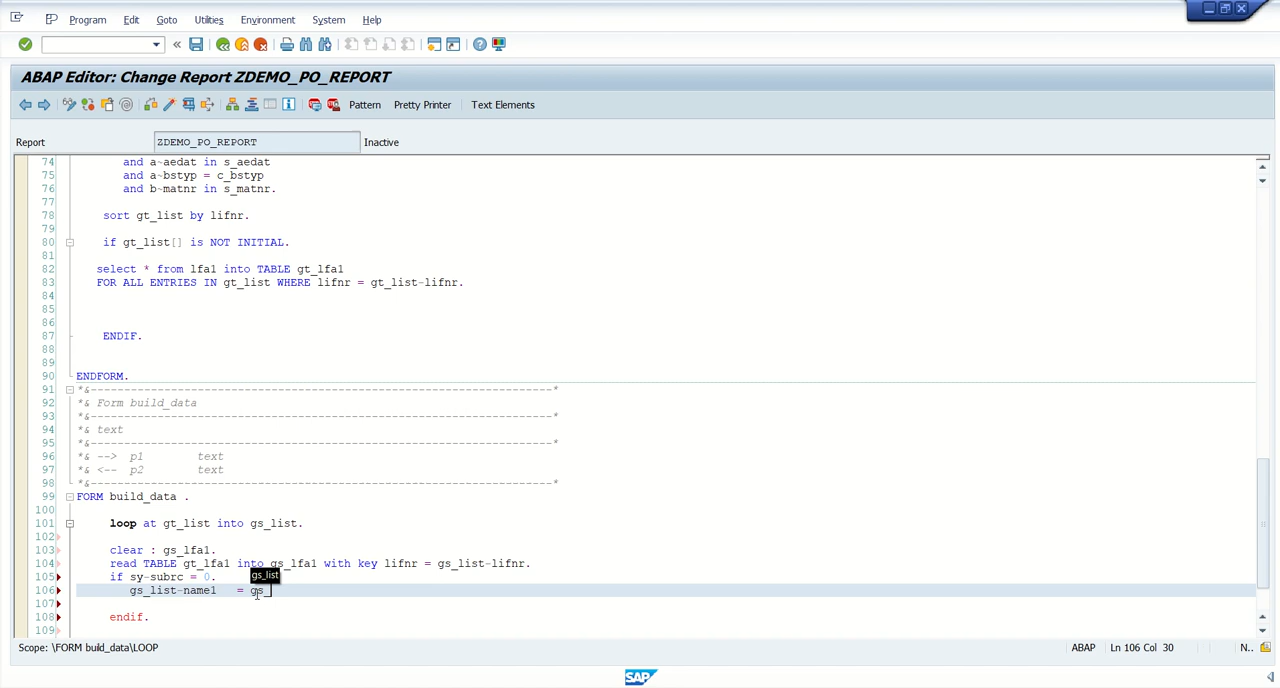 Program Edit Goto Utilities Environment System Help
ABAP Editor: Change Report ZDEMO_PO_REPORT
Pattern Pretty Printer Text Elements
Report ZDEMO_PO_REPORT Inactive
74 and a~aedat in s_aedat
75 and a~bstyp = c_bstyp
76 and b~matnr in s_matnr.
77
78 sort gt_list by lifnr.
79
80 if gt_list[] is NOT INITIAL.
81
82 select * from lfa1 into TABLE gt_lfa1
83 FOR ALL ENTRIES IN gt_list WHERE lifnr = gt_list-lifnr.
84
85
86
87 ENDIF.
88
89
90 ENDFORM.
91 *&---------------------------------------------------------------------*
92 *& Form build_data
93 *&---------------------------------------------------------------------*
94 *& text
95 *&---------------------------------------------------------------------*
96 *& --> p1 text
97 *& <-- p2 text
98 *&---------------------------------------------------------------------*
99 FORM build_data .
100
101 loop at gt_list into gs_list.
102
103 clear : gs_lfa1.
104 read TABLE gt_lfa1 into gs_lfa1 with key lifnr = gs_list-lifnr.
105 if sy-subrc = 0.
gs_list
106 gs_list-name1 = gs_
107
108 endif.
109
Scope: \FORM build_data\LOOP ABAP Ln 106 Col 30 N..
SAP